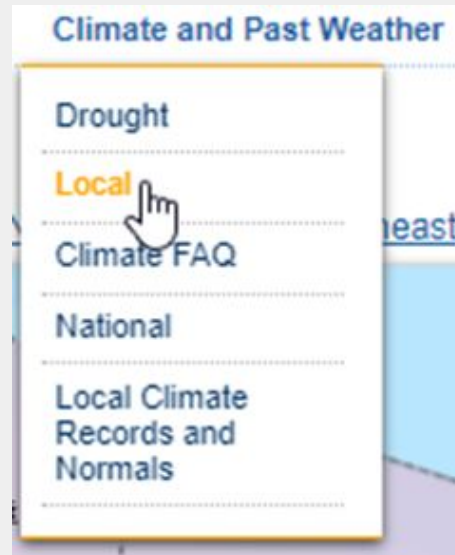 Climate and Past Weather
Drought
Local
Climate FAQ
National
Local Climate
Records and
Normals